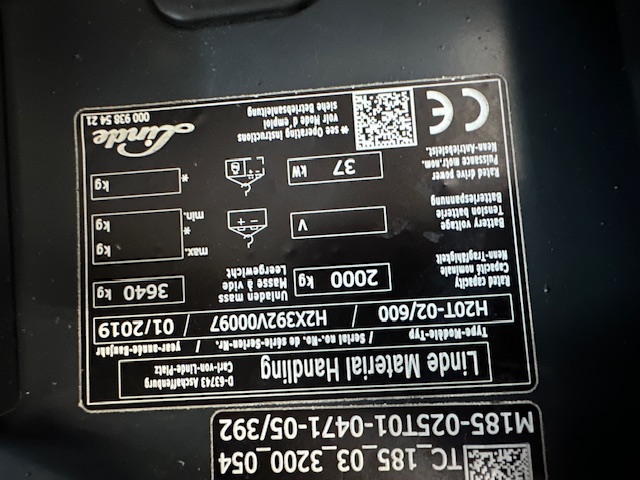 TC_185_03_3200_054
M185-025T01-0471-05/392
Linde Material Handling
D-63743 Aschaffenburg
Carl-von-Linde-Platz
Type-Modèle-Typ / Serial no.-No. de série-Serien-Nr. / year-année-Baujahr
H20T-02/600 / H2X392V00097 / 01/2019
Rated capacity
Capacité nominale
Nenn-Tragfähigkeit
2000 kg
Unladen mass
Masse à vide
Leergewicht
3640 kg
Battery voltage
Tension batterie
Batteriespannung
V
- +
max. kg
*
min. kg
Rated drive power
Puissance motr.nom.
Nenn-Antriebsleist.
37 kW
* kg
CE
* see Operating instructions
voir Mode d'emploi
siehe Betriebsanleitung
Linde
000 938 54 21